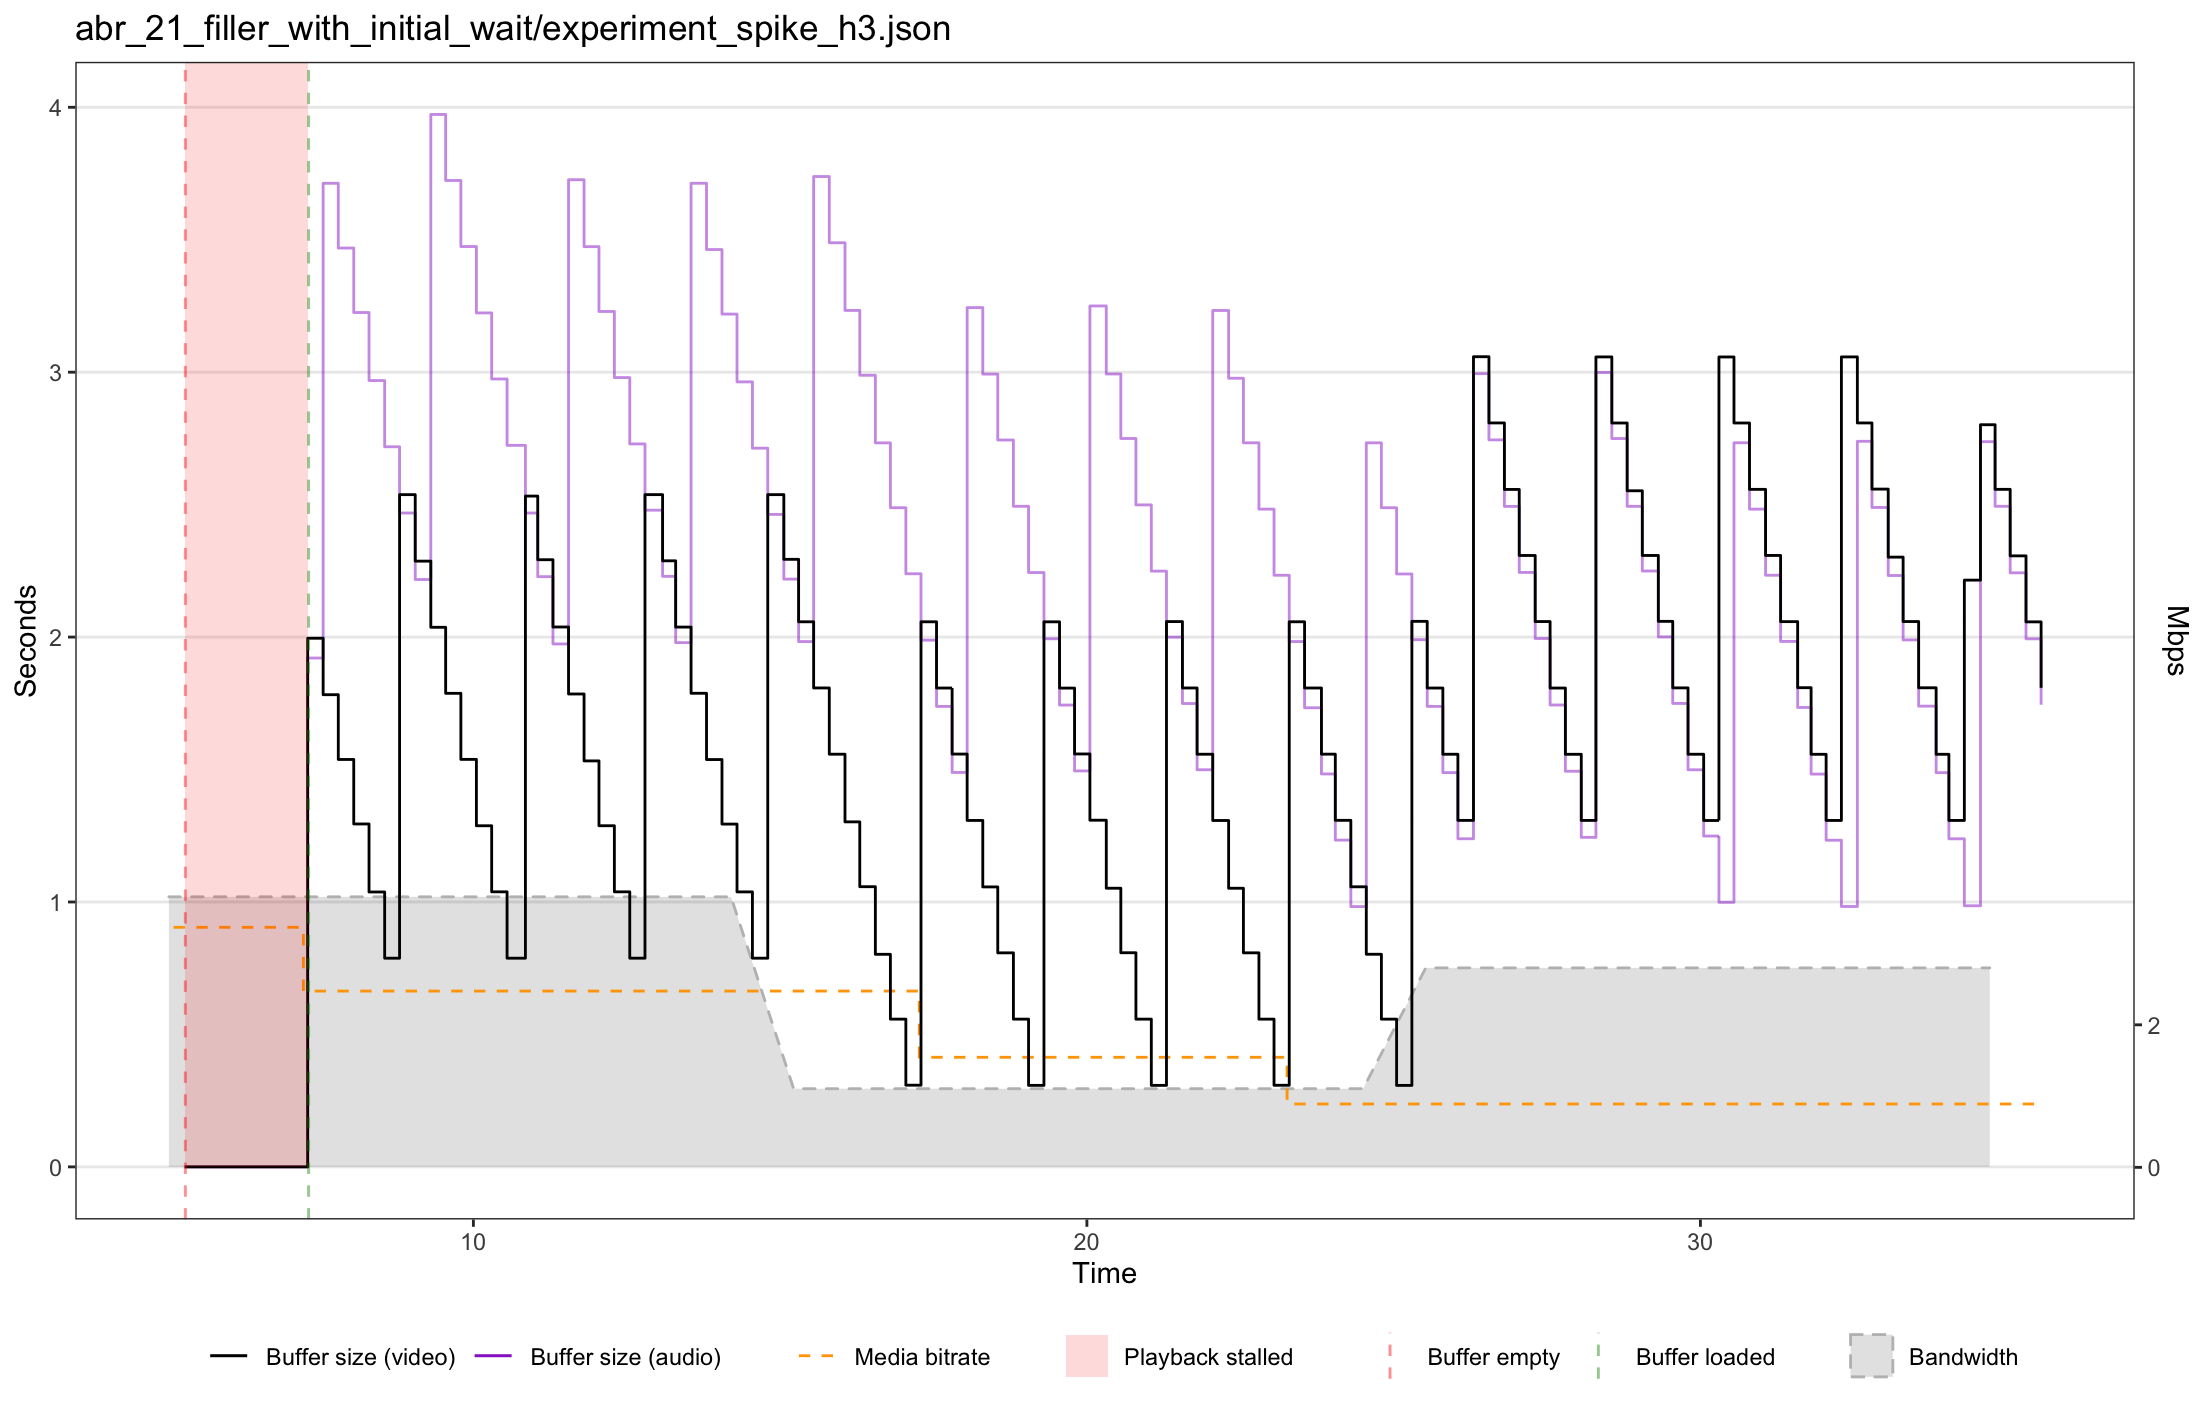 abr_21_filler_with_initial_wait/experiment_spike_h3.json
4
3
2
1
0
Seconds
2
0
Mbps
10 20 30
Time
Buffer size (video) Buffer size (audio) Media bitrate Playback stalled Buffer empty Buffer loaded Bandwidth